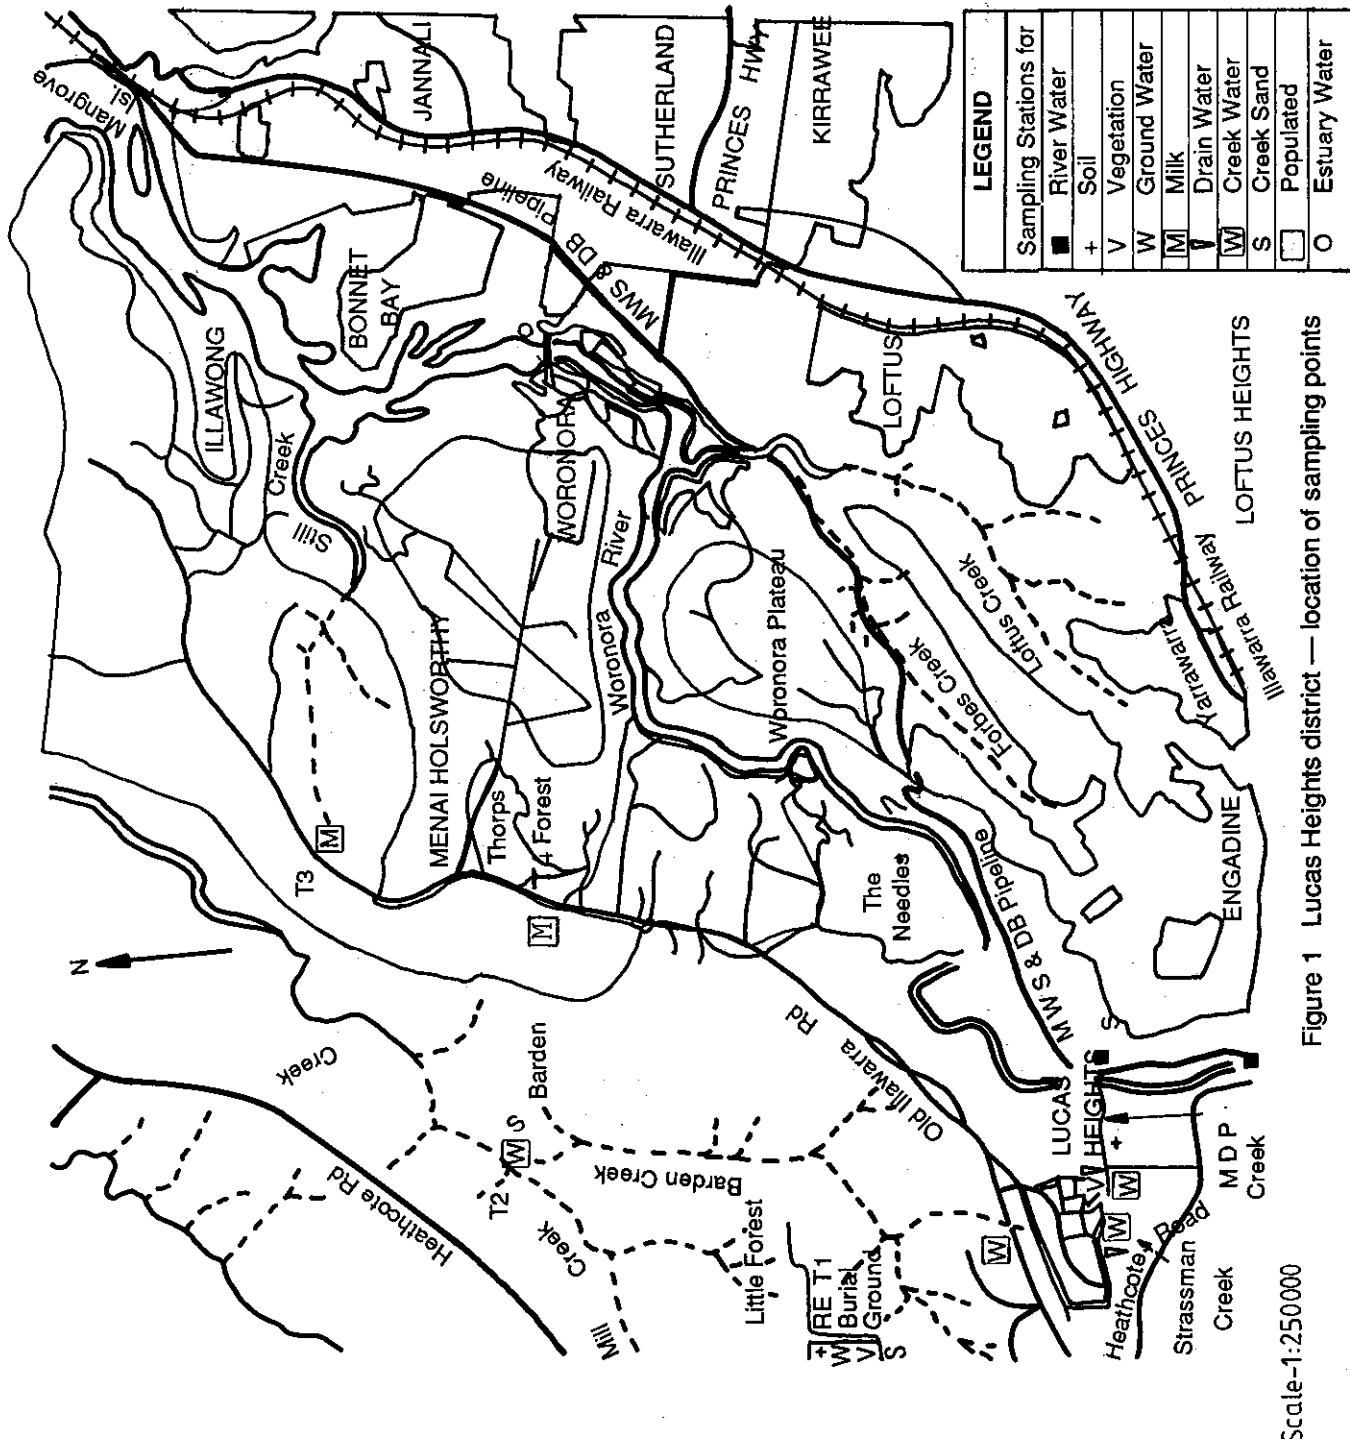 Mangrove
Isl.
JANNALI
ILLAWONG
BONNET
BAY
Still
Creek
WORONORA
Woronora
River
MENAI HOLSWORTHY
Thorps
Forest
T4
T3
M
M
N
SUTHERLAND
PRINCES HWY
KIRRAWEE
MWS & DB Pipeline
Illawarra Railway
LOFTUS
PRINCES HIGHWAY
LOFTUS HEIGHTS
Illawarra Railway
Yarrawarra
Woronora Plateau
Loftus Creek
Forbes Creek
The
Needles
M W S & DB Pipeline
ENGADINE
Old Illawarra
Rd
Heathcote Rd
Creek
Barden
W S
T2
Barden Creek
Mill
Creek
Little Forest
RE T1
Burial
Ground
+
W
V
S
LUCAS
HEIGHTS
S
+
V
W
W
W
Heathcote Road
Strassman
Creek
M D P
Creek
LEGEND
Sampling Stations for
■ River Water
+ Soil
V Vegetation
W Ground Water
M Milk
Drain Water
W Creek Water
S Creek Sand
Populated
O Estuary Water
Scale-1:250000
Figure 1 Lucas Heights district — location of sampling points